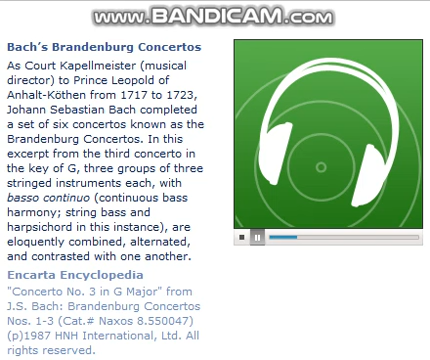 www.BANDICAM.com
Bach’s Brandenburg Concertos
As Court Kapellmeister (musical
director) to Prince Leopold of
Anhalt-Köthen from 1717 to 1723,
Johann Sebastian Bach completed
a set of six concertos known as the
Brandenburg Concertos. In this
excerpt from the third concerto in
the key of G, three groups of three
stringed instruments each, with
basso continuo (continuous bass
harmony; string bass and
harpsichord in this instance), are
eloquently combined, alternated,
and contrasted with one another.
Encarta Encyclopedia
"Concerto No. 3 in G Major" from
J.S. Bach: Brandenburg Concertos
Nos. 1-3 (Cat.# Naxos 8.550047)
(p)1987 HNH International, Ltd. All
rights reserved.